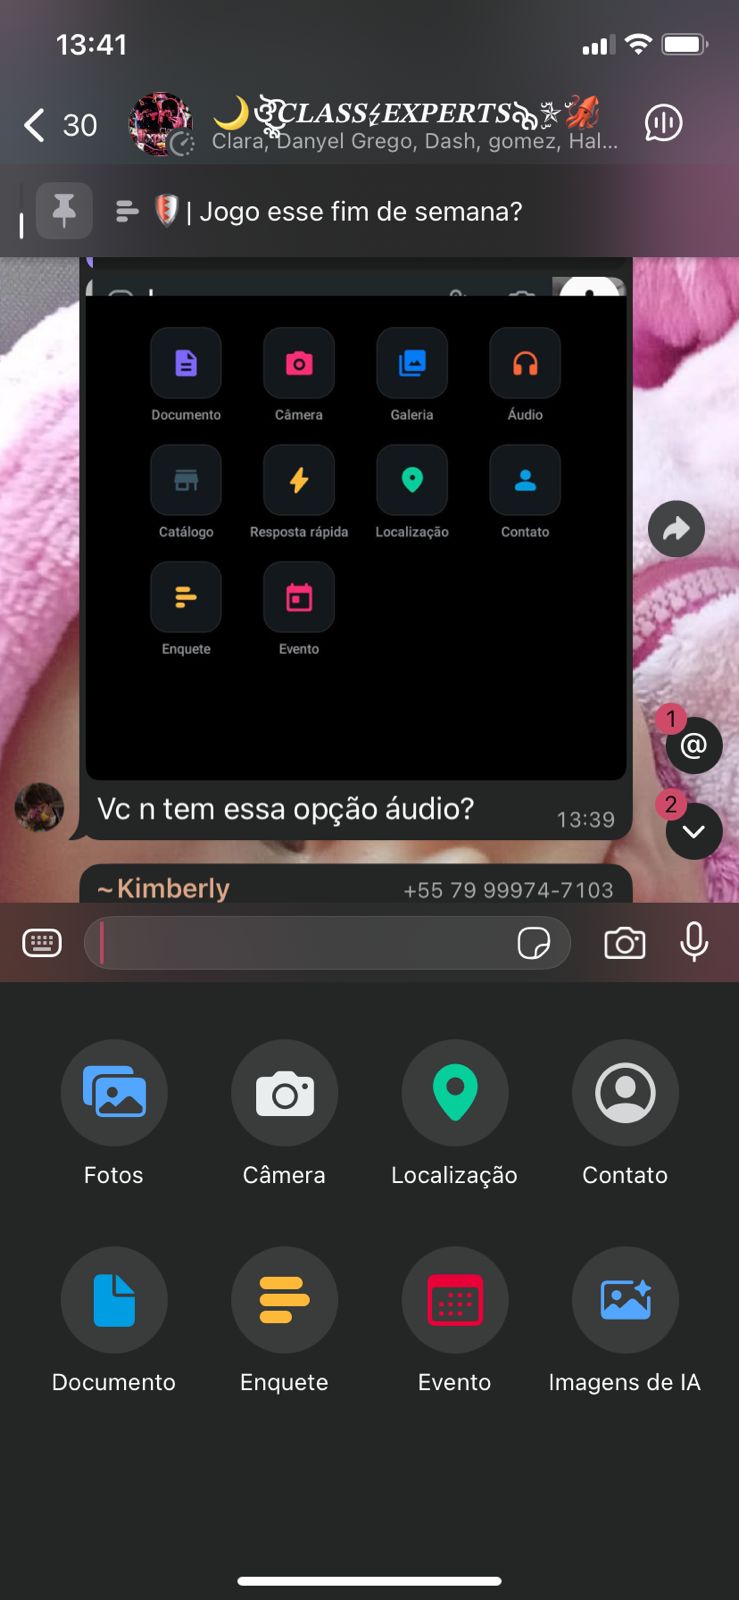 13:41
30
🌙ঔৣCLASS⚡EXPERTSঔৣ✯🦑
Clara, Danyel Grego, Dash, gomez, Hal...
🛡️| Jogo esse fim de semana?
Documento
Câmera
Galeria
Áudio
Catálogo
Resposta rápida
Localização
Contato
Enquete
Evento
1
@
2
Vc n tem essa opção áudio?
13:39
~Kimberly
+55 79 99974-7103
Fotos
Câmera
Localização
Contato
Documento
Enquete
Evento
Imagens de IA